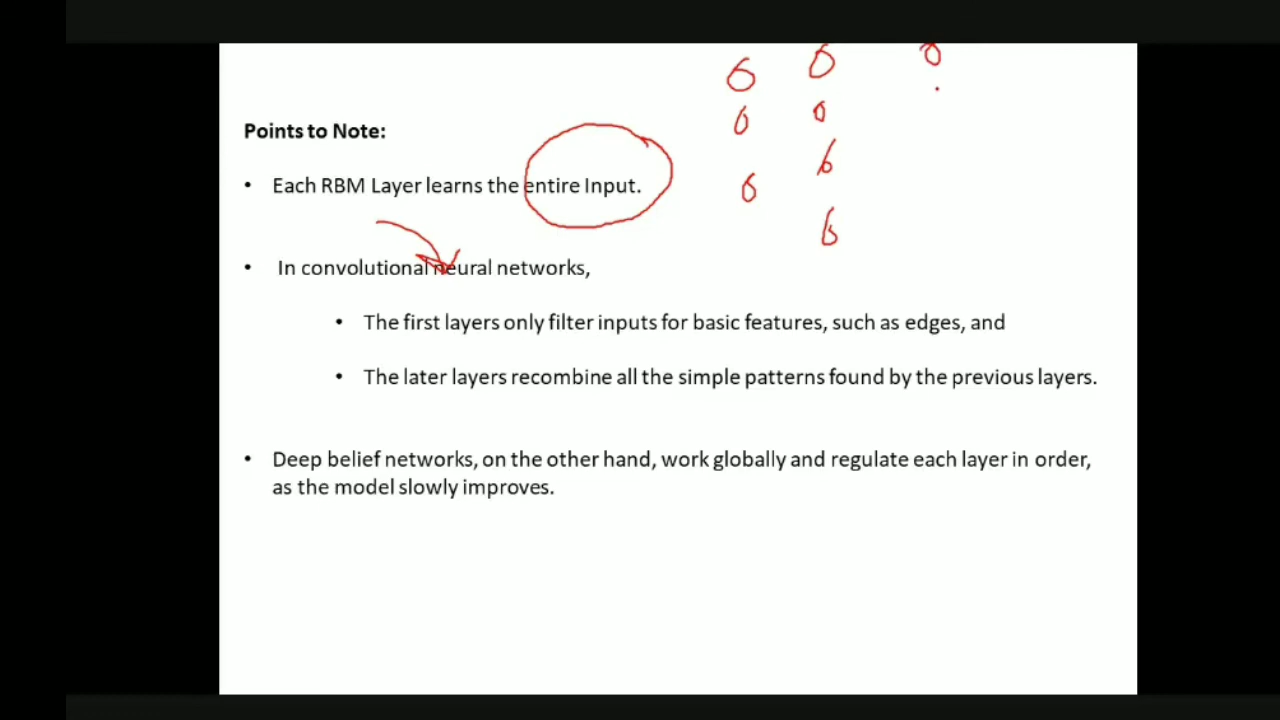 Points to Note:
• Each RBM Layer learns the entire Input.
• In convolutional neural networks,
• The first layers only filter inputs for basic features, such as edges, and
• The later layers recombine all the simple patterns found by the previous layers.
• Deep belief networks, on the other hand, work globally and regulate each layer in order,
as the model slowly improves.